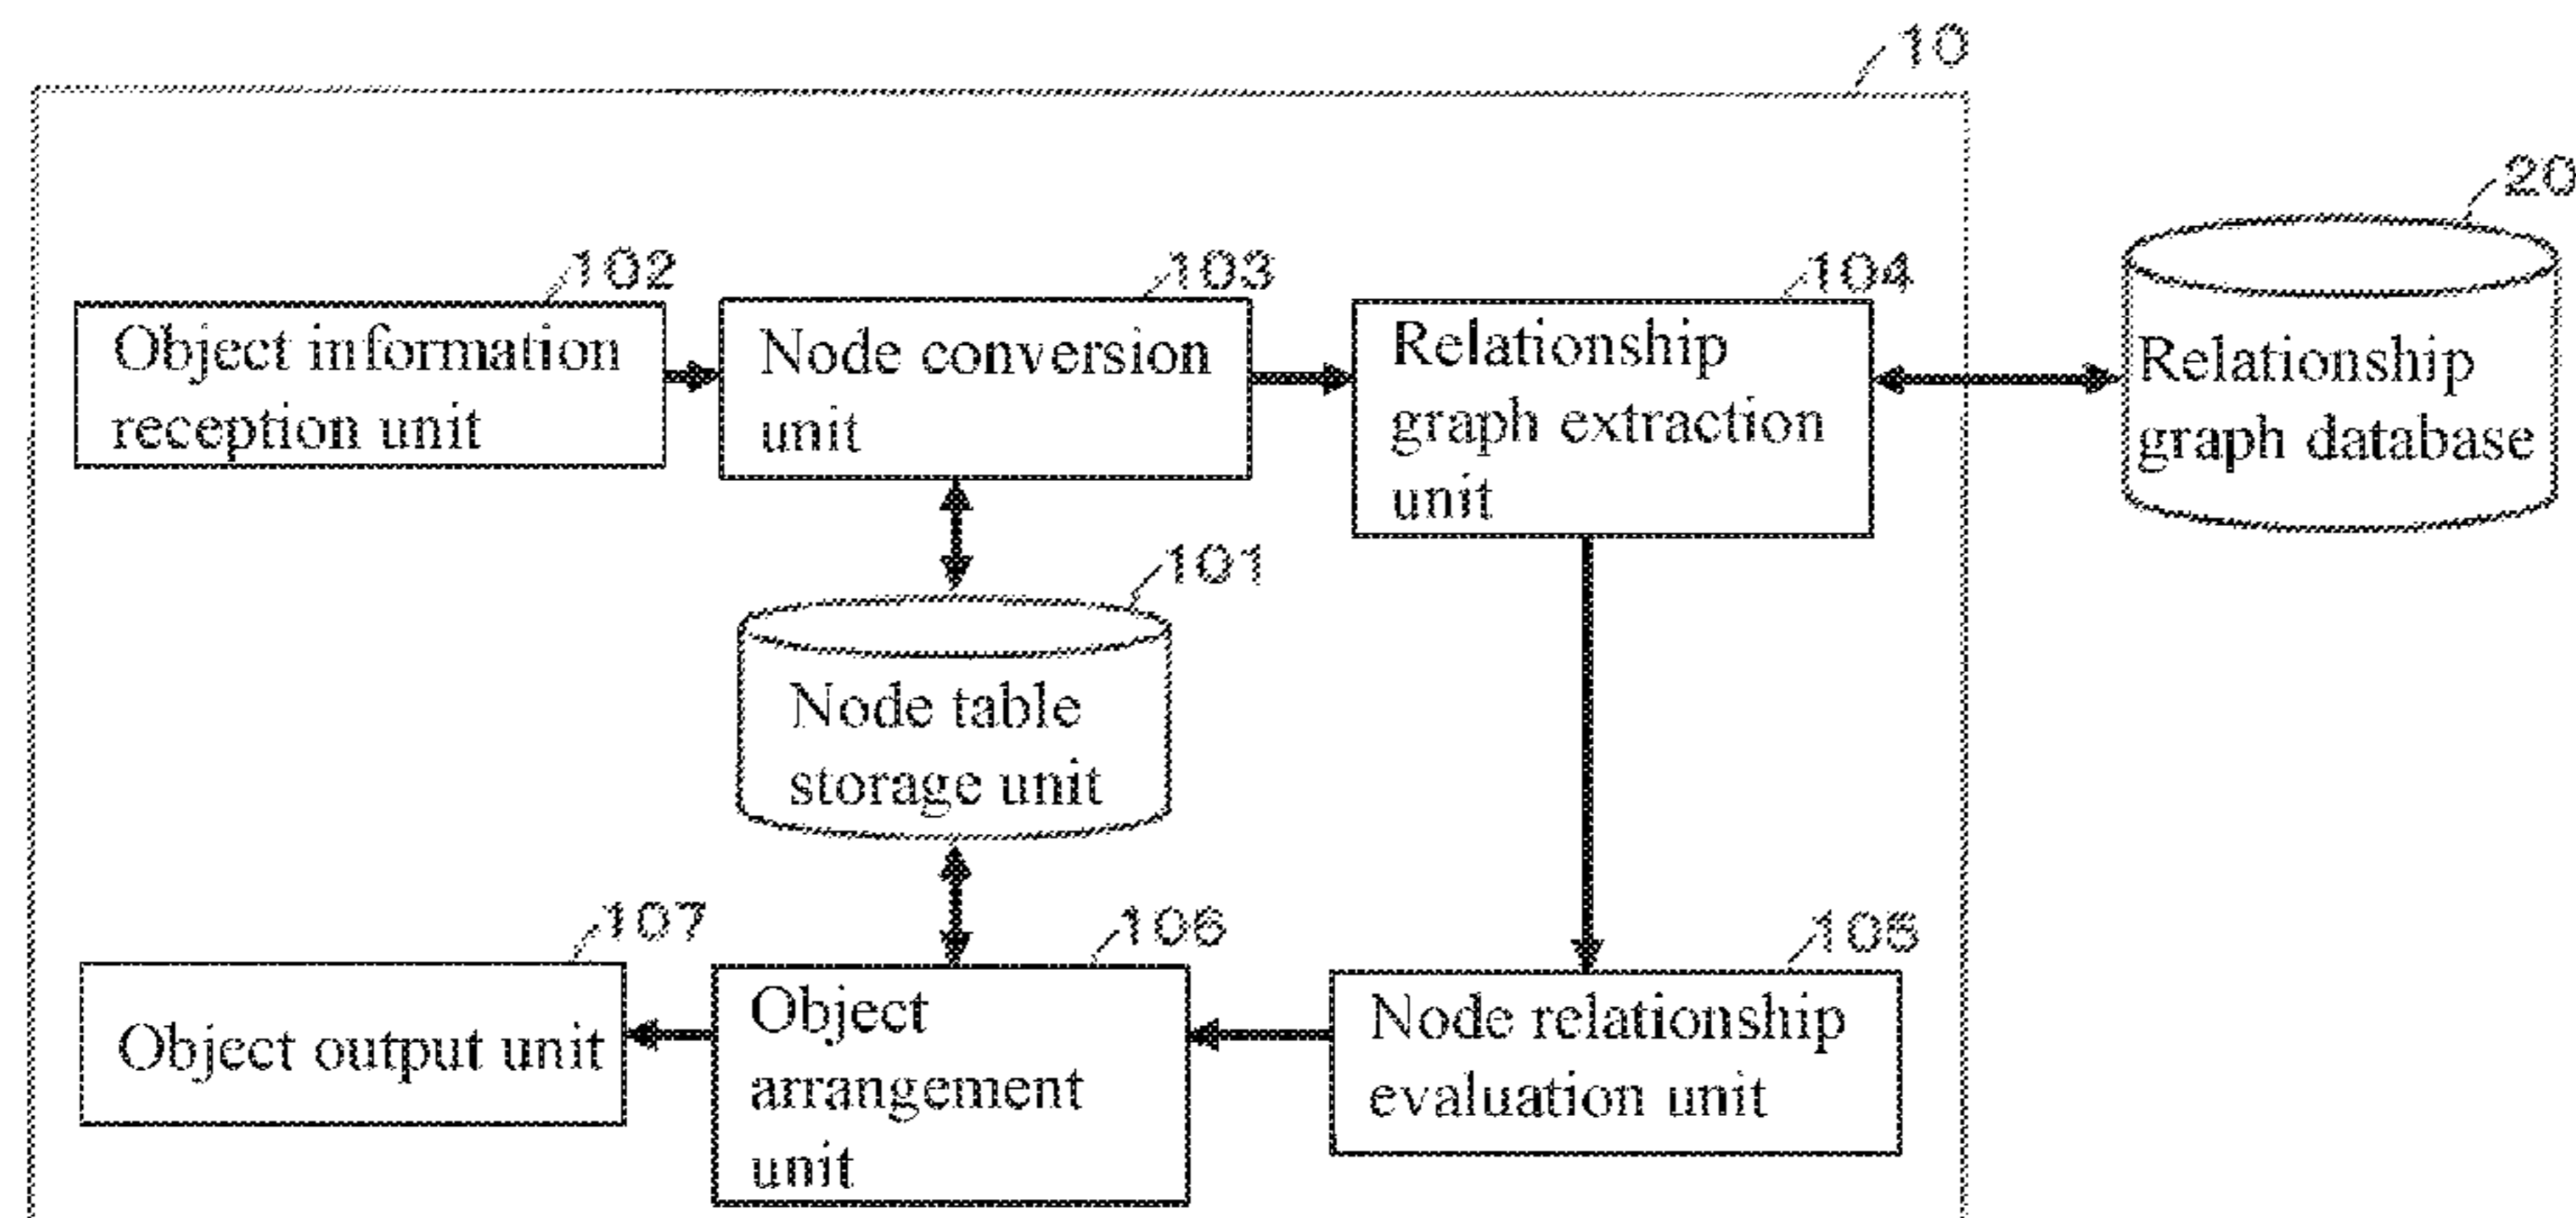 10
20
102
Object information
reception unit
103
Node conversion
unit
104
Relationship
graph extraction
unit
Relationship
graph database
101
Node table
storage unit
107
Object output unit
106
Object
arrangement
unit
105
Node relationship
evaluation unit